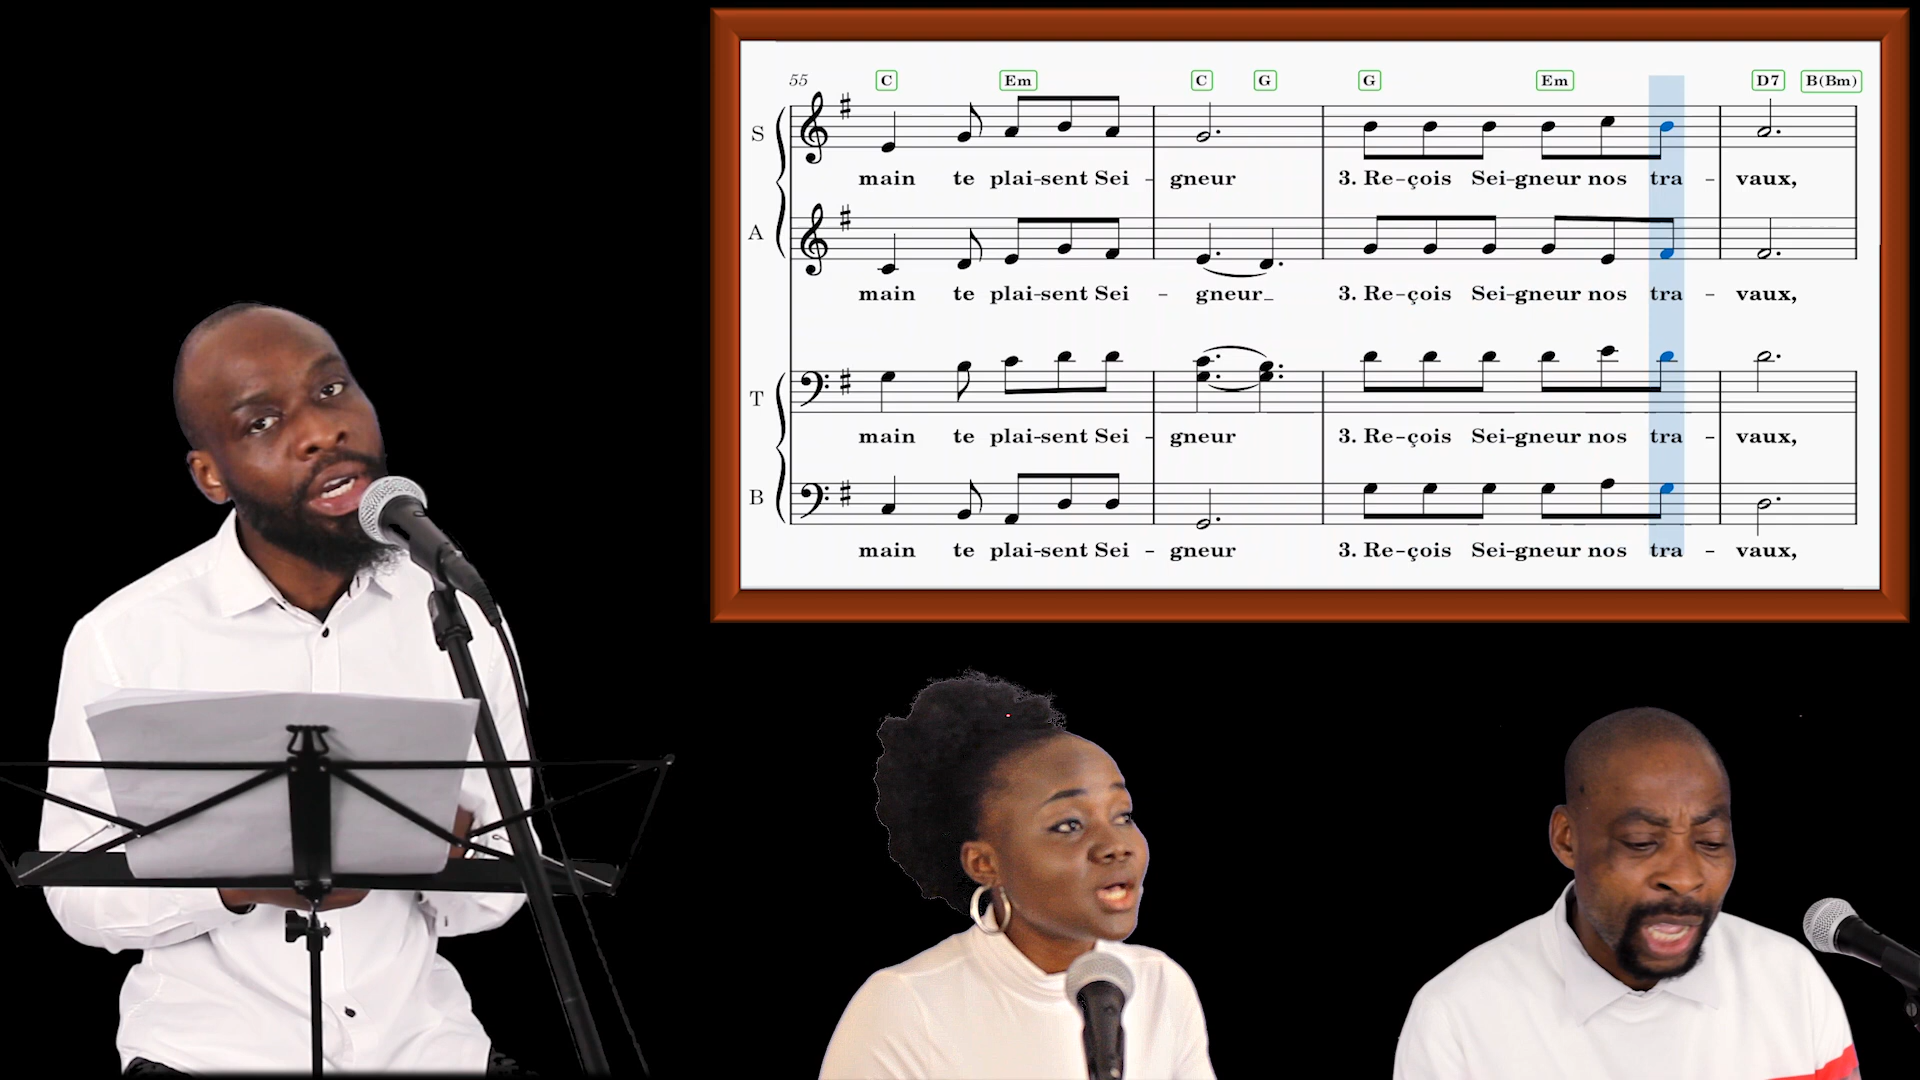 55 C Em C G G Em D7 B(Bm)
S
main te plai-sent Sei - gneur 3. Re-çois Sei-gneur nos tra - vaux,
A
main te plai-sent Sei - gneur_ 3. Re-çois Sei-gneur nos tra - vaux,
T
main te plai-sent Sei - gneur 3. Re-çois Sei-gneur nos tra - vaux,
B
main te plai-sent Sei - gneur 3. Re-çois Sei-gneur nos tra - vaux,